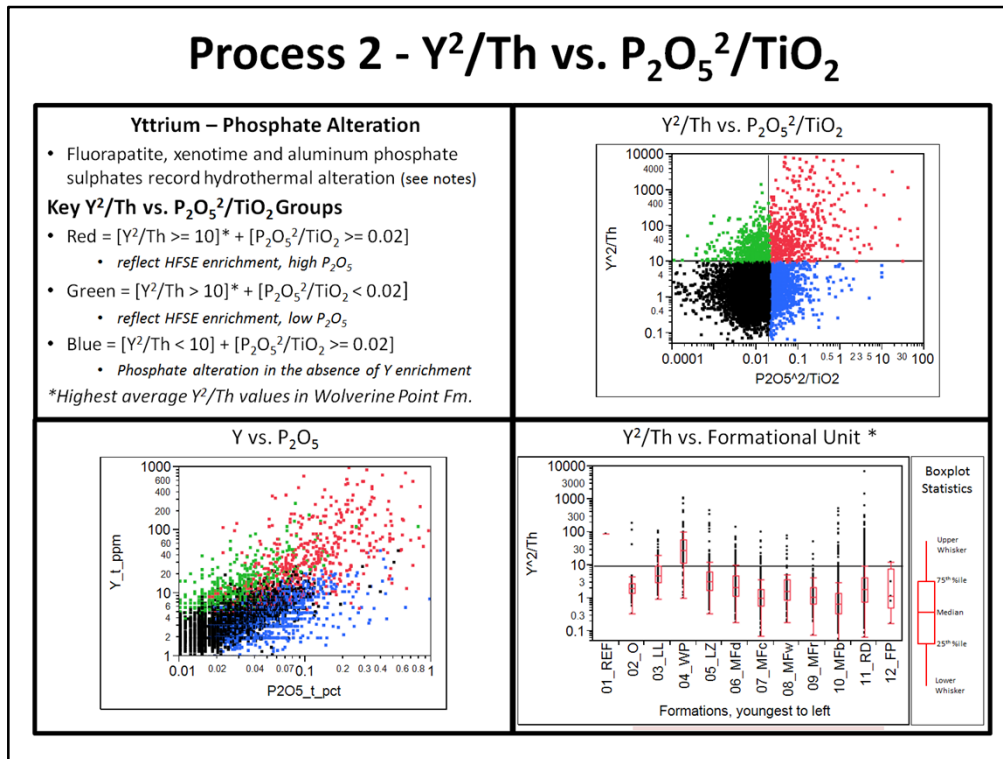 Process 2 - Y²/Th vs. P₂O₅²/TiO₂
Yttrium – Phosphate Alteration
• Fluorapatite, xenotime and aluminum phosphate
sulphates record hydrothermal alteration (see notes)
Key Y²/Th vs. P₂O₅²/TiO₂ Groups
• Red = [Y²/Th >= 10]* + [P₂O₅²/TiO₂ >= 0.02]
• reflect HFSE enrichment, high P₂O₅
• Green = [Y²/Th > 10]* + [P₂O₅²/TiO₂ < 0.02]
• reflect HFSE enrichment, low P₂O₅
• Blue = [Y²/Th < 10] + [P₂O₅²/TiO₂ >= 0.02]
• Phosphate alteration in the absence of Y enrichment
*Highest average Y²/Th values in Wolverine Point Fm.
Y²/Th vs. P₂O₅²/TiO₂
Y^2/Th
10000
4000
1000
400
100
40
10
4
1
0.4
0.1
0.0001
0.01
0.1
0.5
1
2
3
5
10
30
100
P2O5^2/TiO2
Y vs. P₂O₅
Y_t_ppm
1000
600
400
200
100
60
40
20
10
6
4
2
1
0.01
0.02
0.04
0.07
0.1
0.2
0.3
0.4
0.6
0.8
1
P2O5_t_pct
Y²/Th vs. Formational Unit *
Y^2/Th
10000
3000
1000
300
100
30
10
3
1
0.3
0.1
01_REF
02_O
03_LL
04_WP
05_LZ
06_MFd
07_MFc
08_MFw
09_MFr
10_MFb
11_RD
12_FP
Formations, youngest to left
Boxplot
Statistics
Upper
Whisker
75ᵗʰ%ile
Median
25ᵗʰ%ile
Lower
Whisker